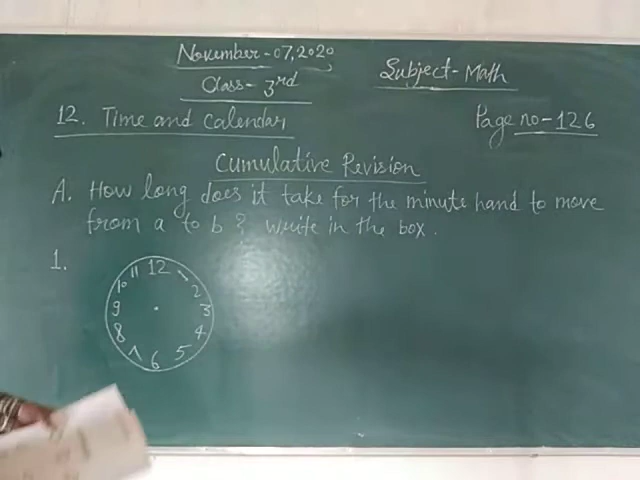 November-07, 2020
Class- 3rd
Subject-Math
12. Time and Calendar
Page no-126
Cumulative Revision
A. How long does it take for the minute hand to move
from a to b? write in the box.
1.
12
1
2
3
4
5
6
7
8
9
10
11